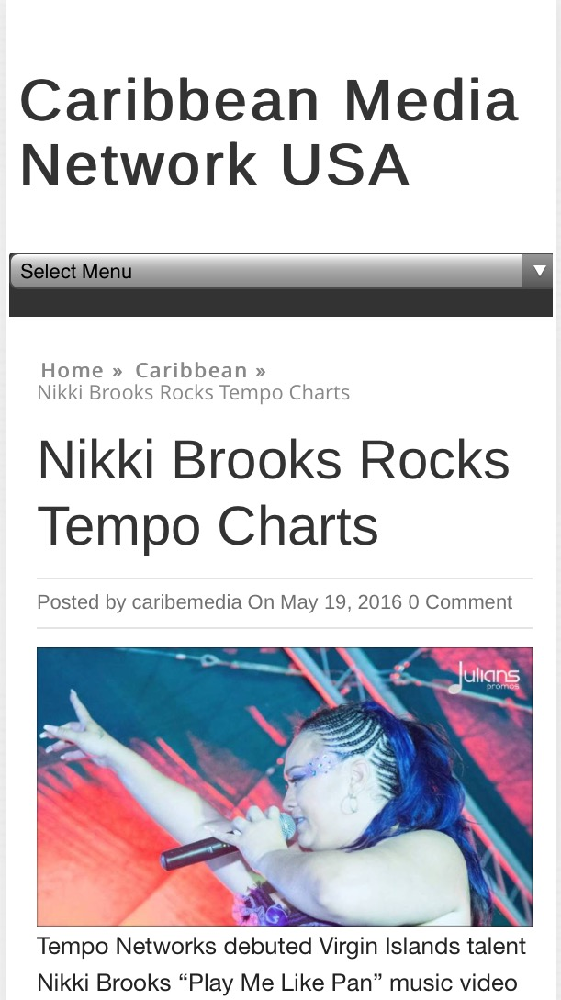 Caribbean Media
Network USA
Select Menu
Home » Caribbean »
Nikki Brooks Rocks Tempo Charts
Nikki Brooks Rocks
Tempo Charts
Posted by caribemedia On May 19, 2016 0 Comment
Julians
promos
Tempo Networks debuted Virgin Islands talent
Nikki Brooks “Play Me Like Pan” music video